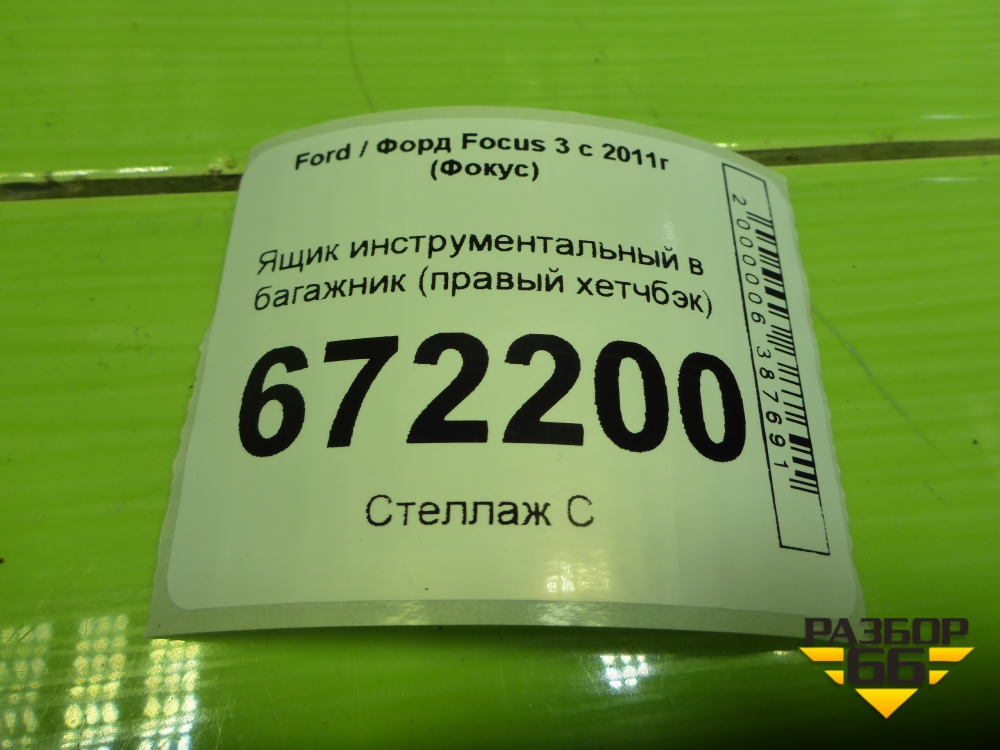 Ford / Форд Focus 3 с 2011г
(Фокус)
Ящик инструментальный в
багажник (правый хетчбэк)
672200
Стеллаж С
2000006387691
РАЗБОР
66